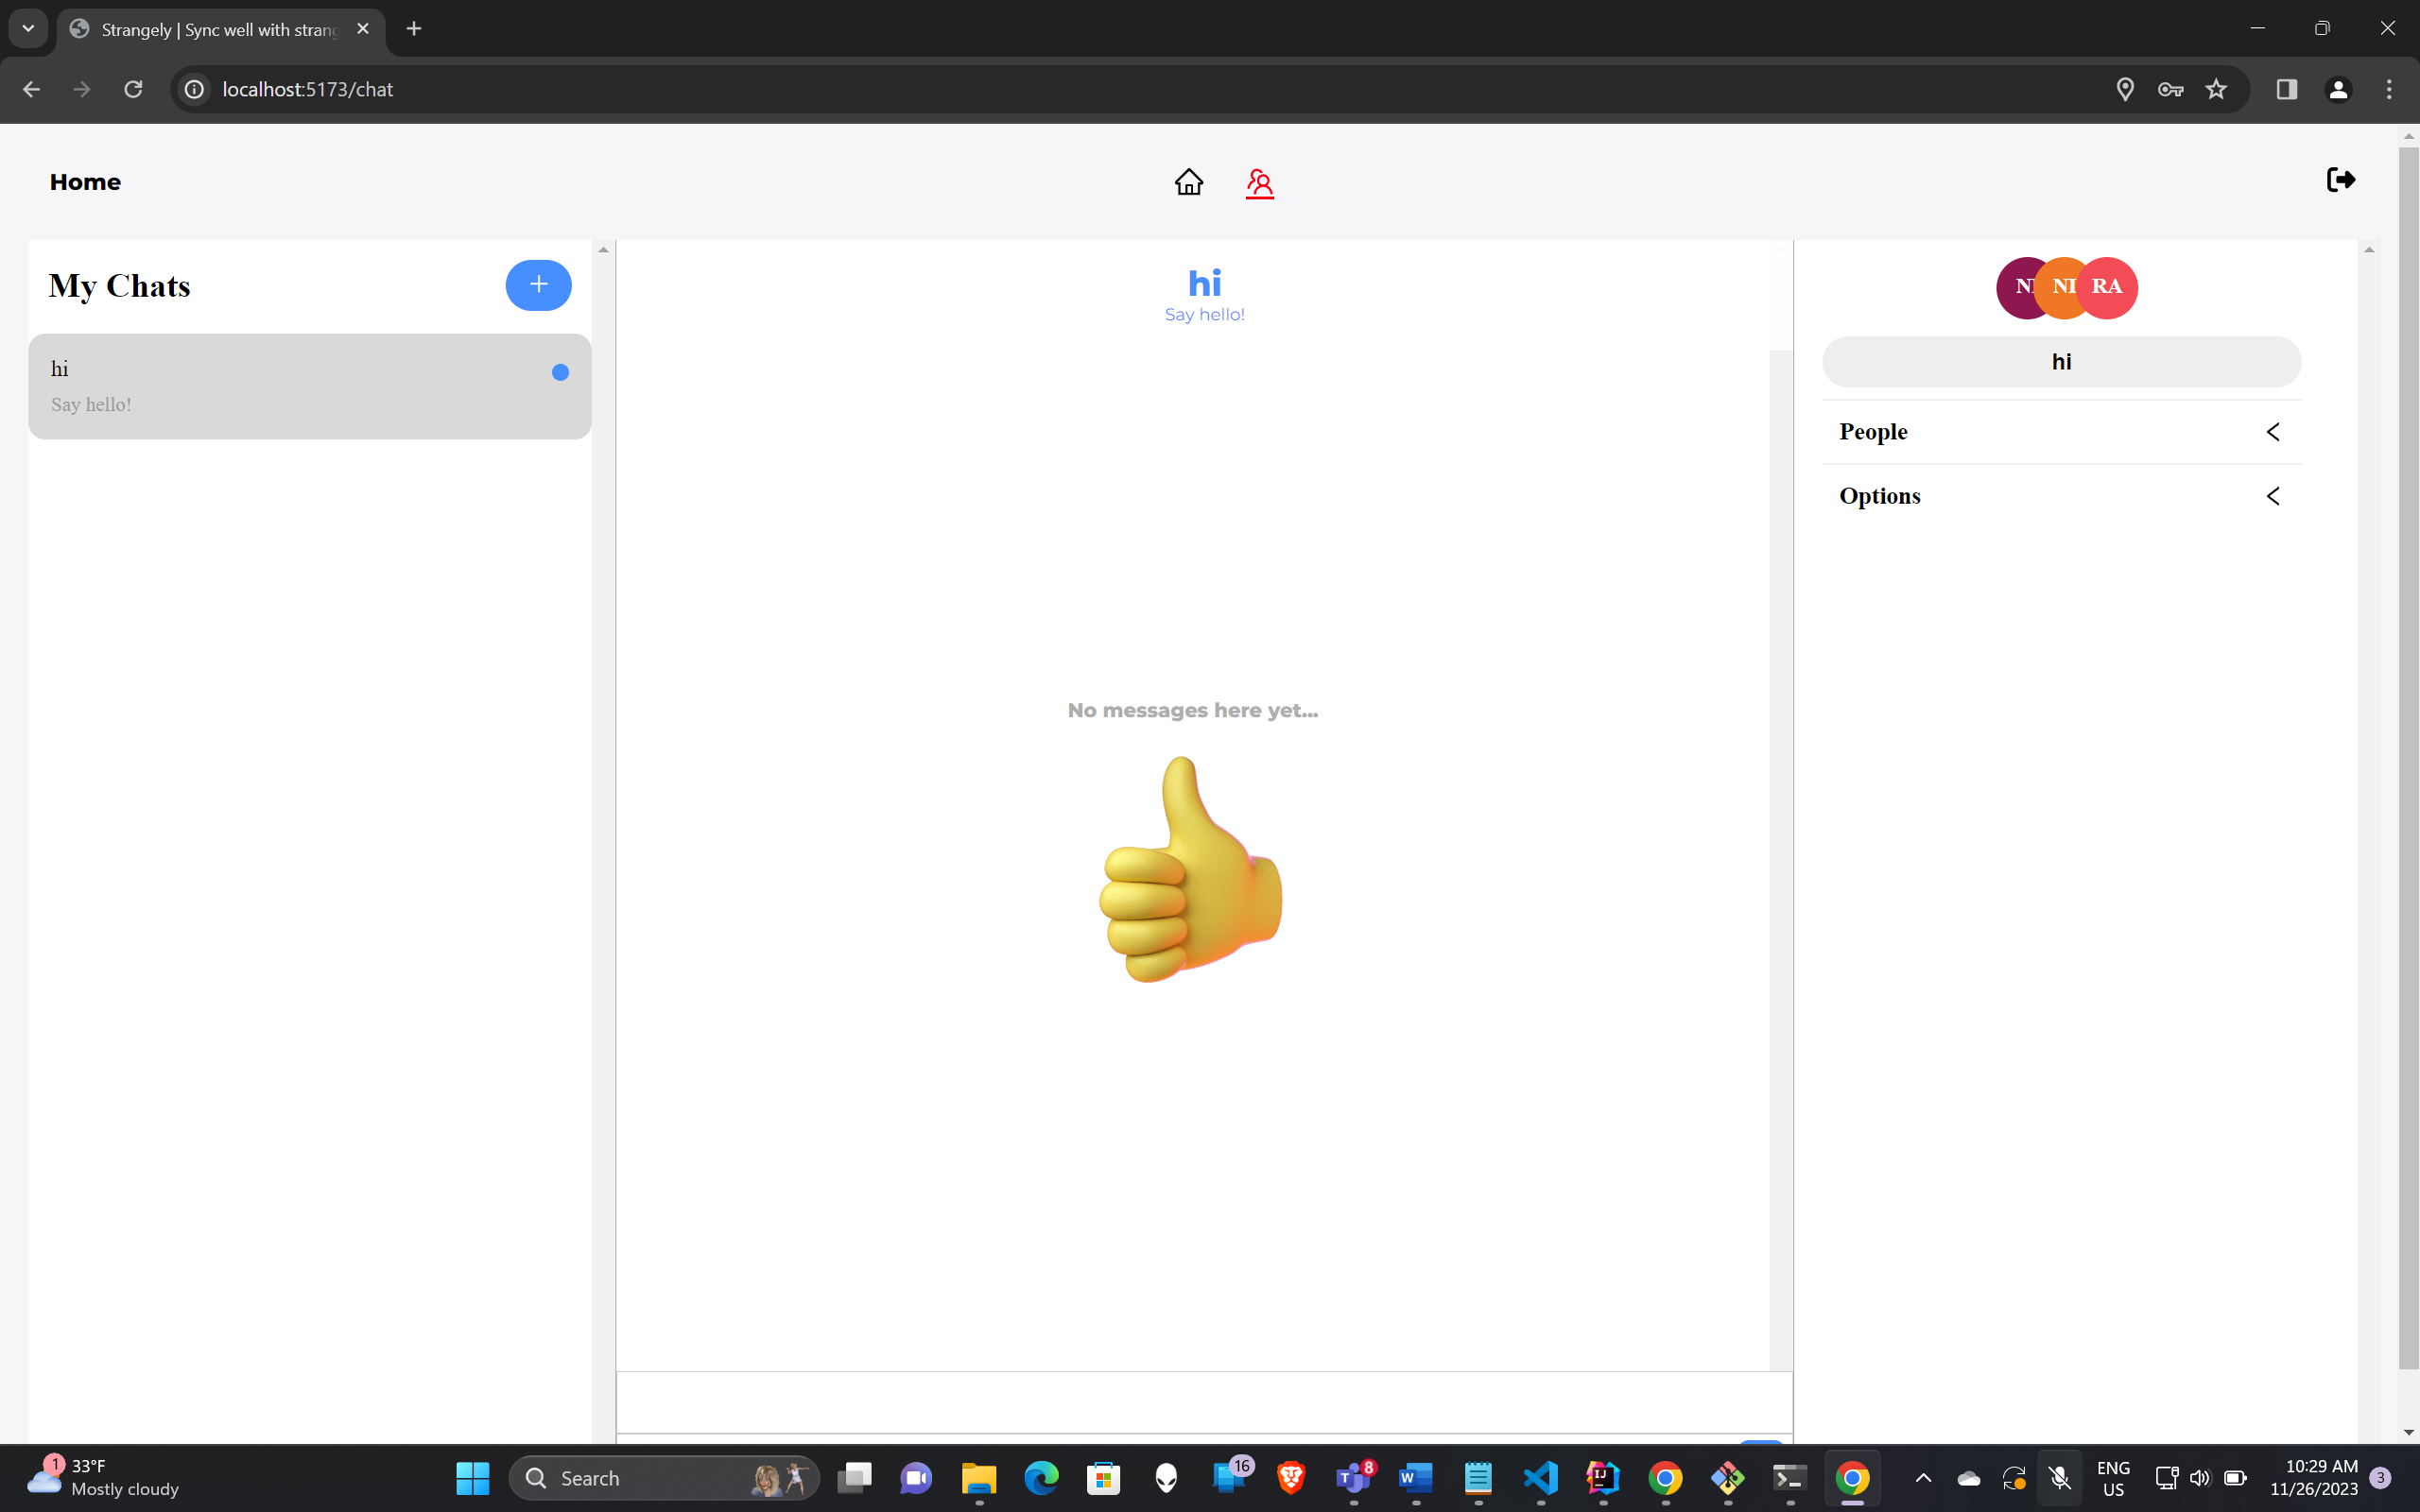 Strangely | Sync well with strang
localhost:5173/chat
Home
My Chats
+
hi
Say hello!
hi
Say hello!
No messages here yet...
NI NI RA
hi
People
Options
1
33°F
Mostly cloudy
Search
16
8
ENG
US
10:29 AM
11/26/2023
3